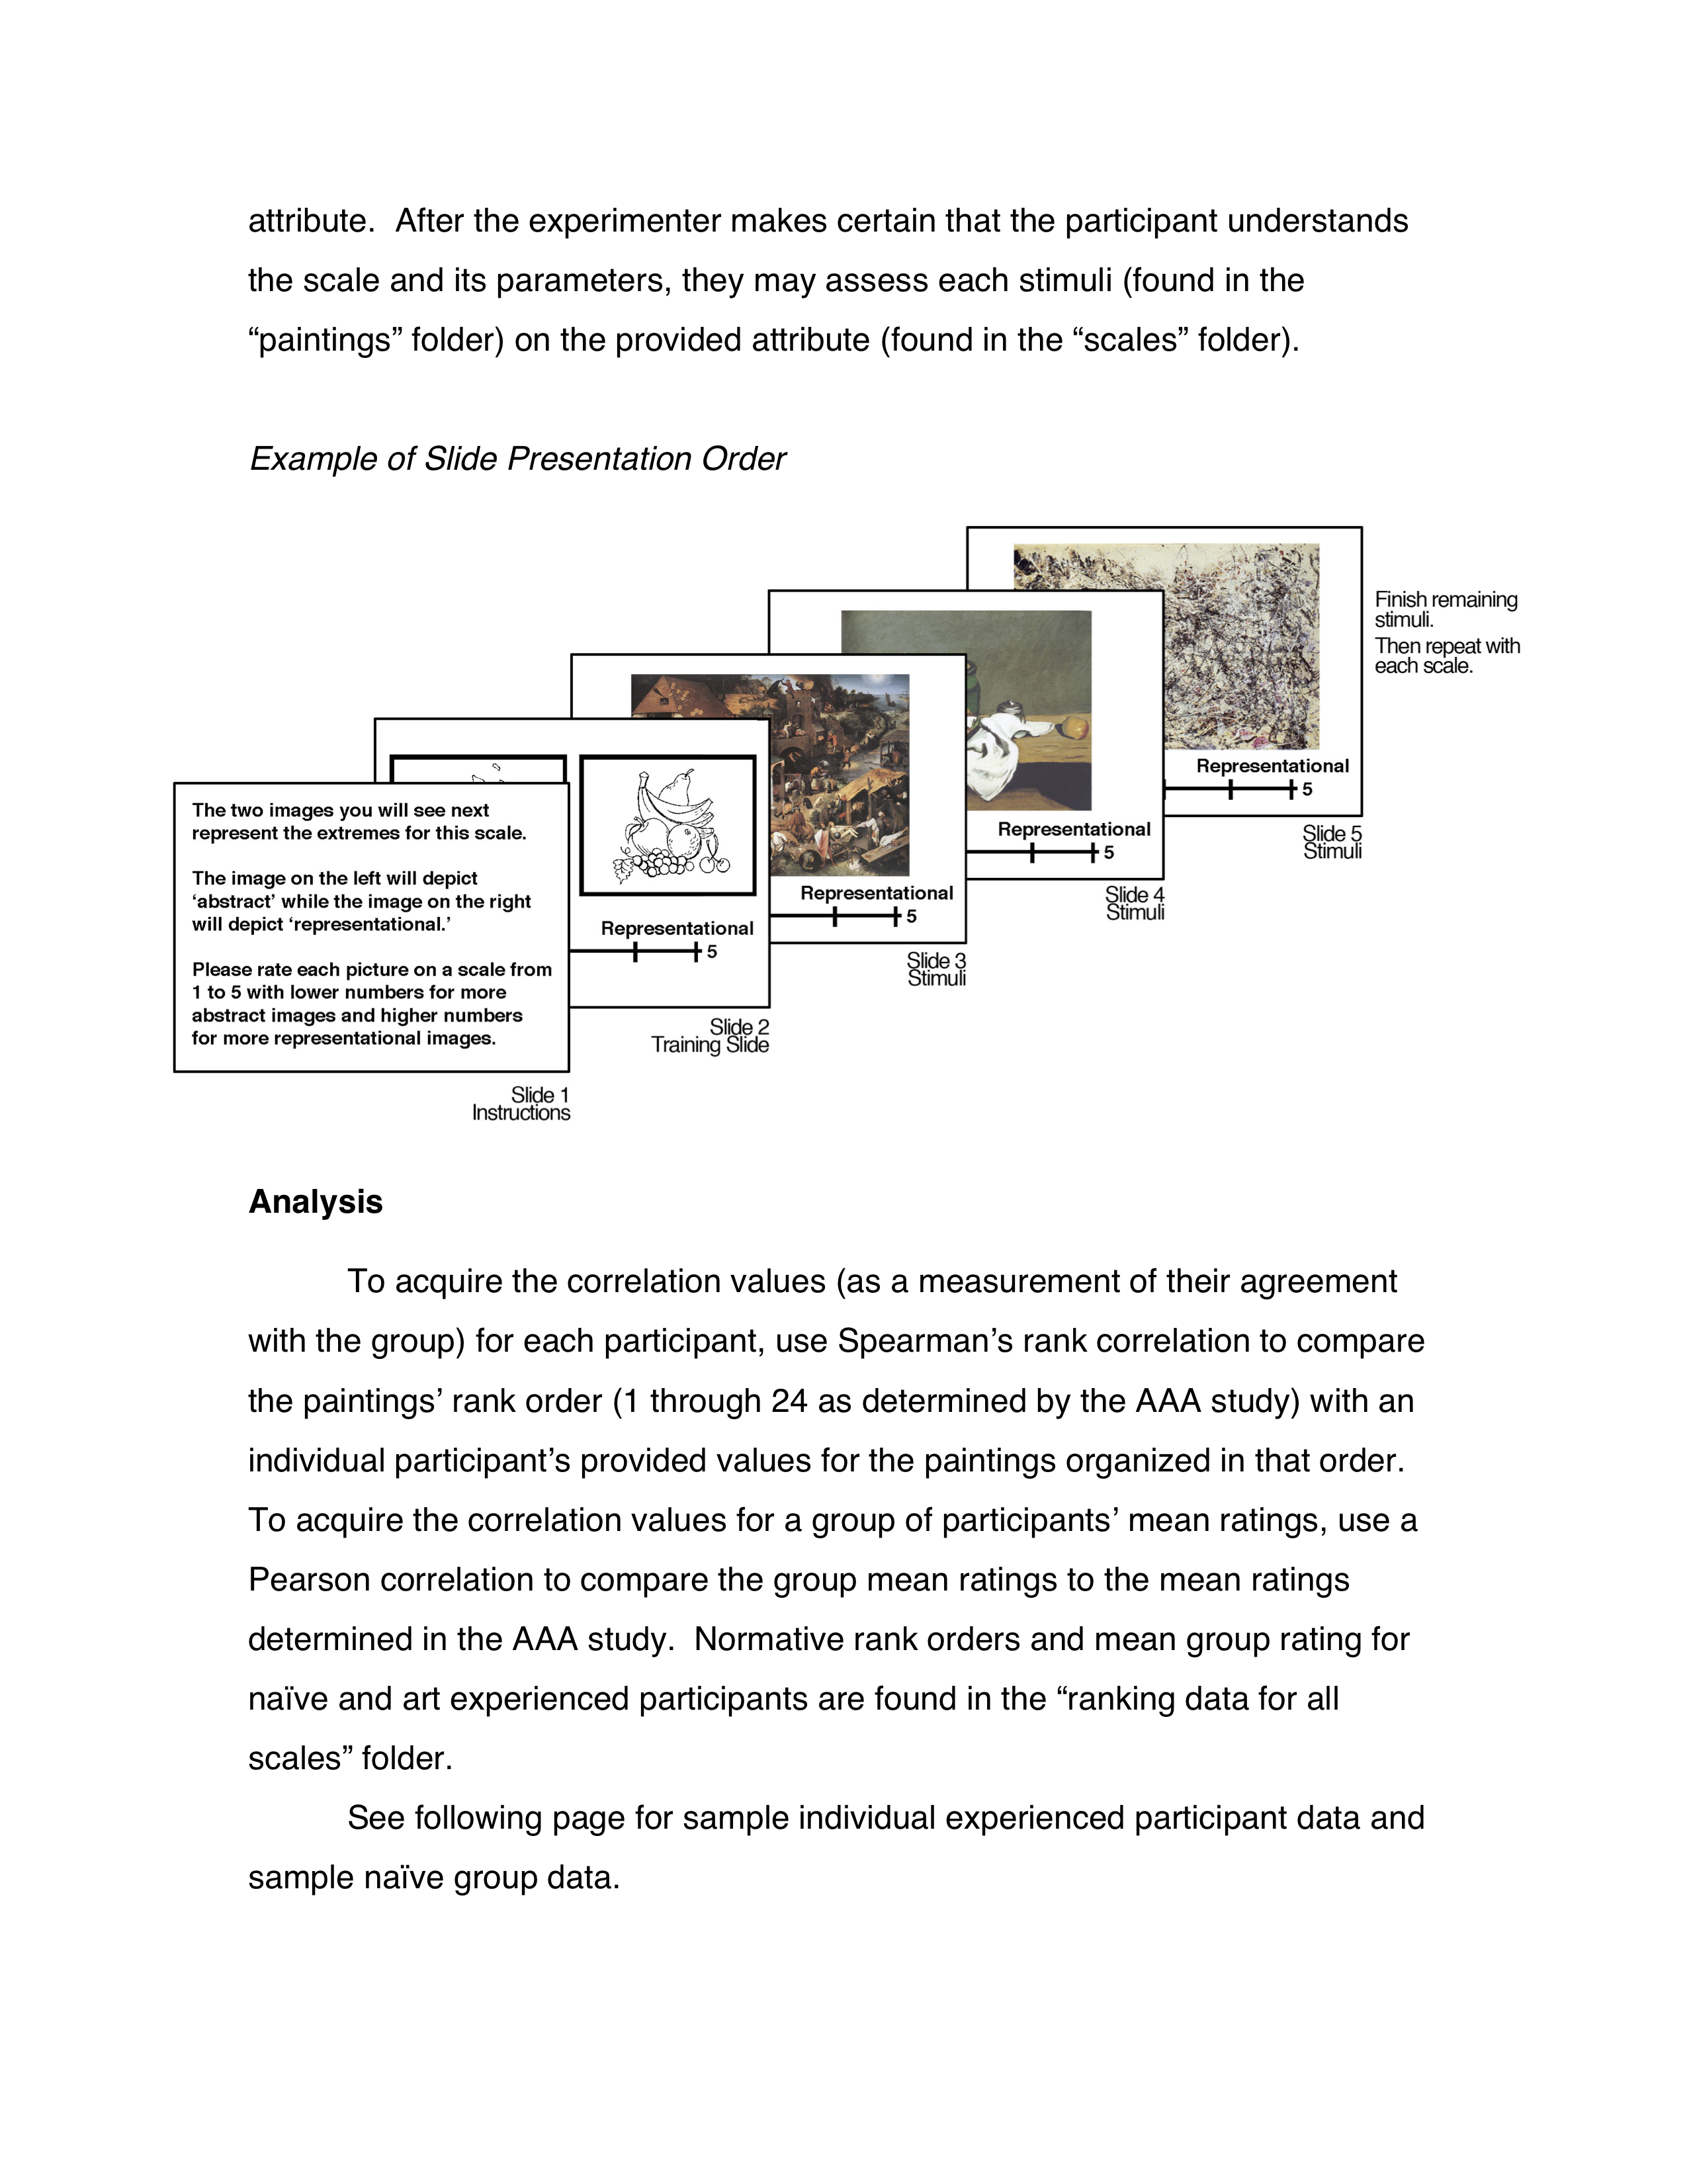 attribute.  After the experimenter makes certain that the participant understands
the scale and its parameters, they may assess each stimuli (found in the
“paintings” folder) on the provided attribute (found in the “scales” folder).
Example of Slide Presentation Order
The two images you will see next
represent the extremes for this scale.
The image on the left will depict
‘abstract’ while the image on the right
will depict ‘representational.’
Please rate each picture on a scale from
1 to 5 with lower numbers for more
abstract images and higher numbers
for more representational images.
Slide 1
Instructions
Representational
5
Slide 2
Training Slide
Representational
5
Slide 3
Stimuli
Representational
5
Slide 4
Stimuli
Representational
5
Slide 5
Stimuli
Finish remaining
stimuli.
Then repeat with
each scale.
Analysis
To acquire the correlation values (as a measurement of their agreement
with the group) for each participant, use Spearman’s rank correlation to compare
the paintings’ rank order (1 through 24 as determined by the AAA study) with an
individual participant’s provided values for the paintings organized in that order.
To acquire the correlation values for a group of participants’ mean ratings, use a
Pearson correlation to compare the group mean ratings to the mean ratings
determined in the AAA study.  Normative rank orders and mean group rating for
naïve and art experienced participants are found in the “ranking data for all
scales” folder.
See following page for sample individual experienced participant data and
sample naïve group data.